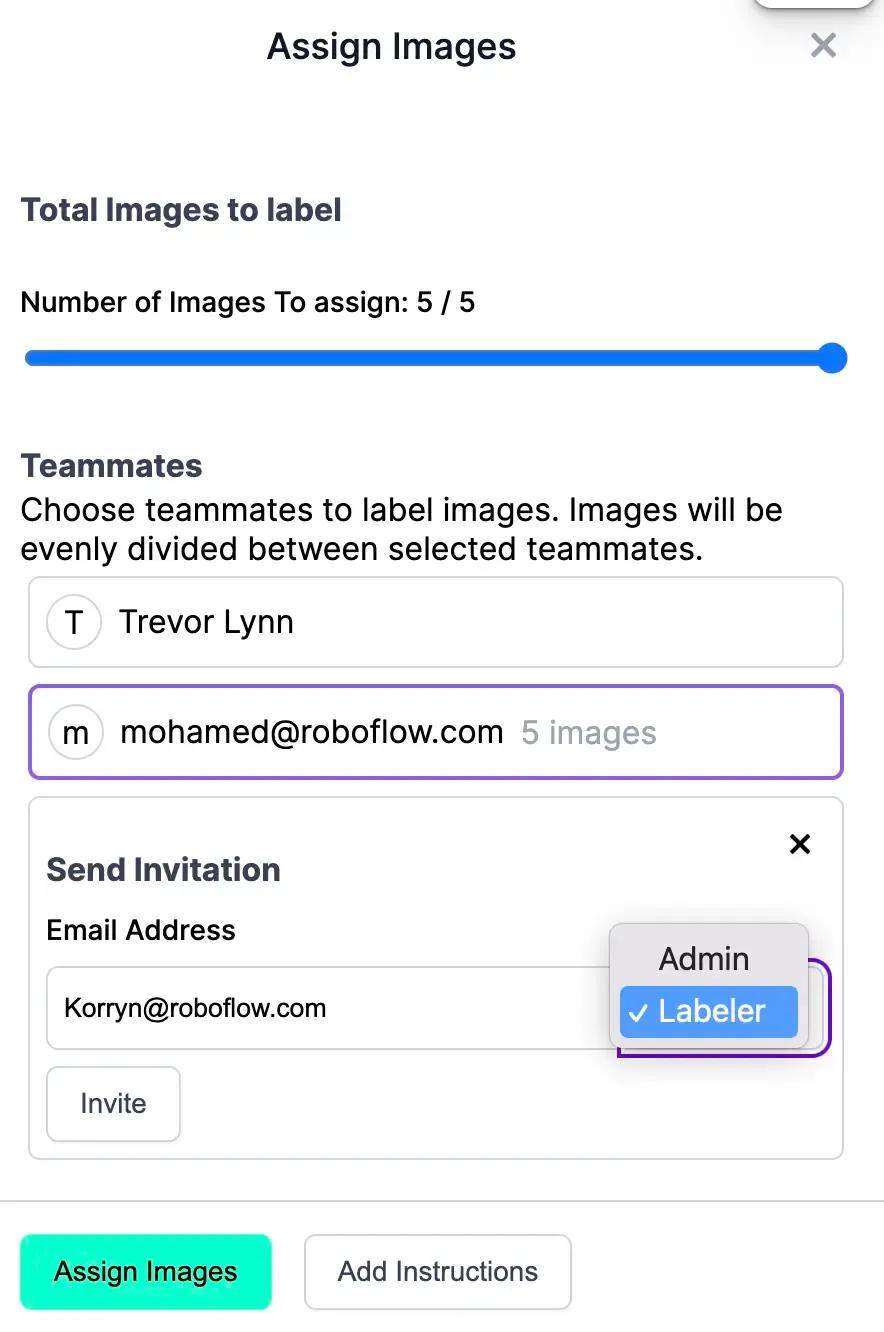 Assign Images
Total Images to label
Number of Images To assign: 5 / 5
Teammates
Choose teammates to label images. Images will be
evenly divided between selected teammates.
T Trevor Lynn
m mohamed@roboflow.com 5 images
Send Invitation
Email Address
Admin
Korryn@roboflow.com ✓ Labeler
Invite
Assign Images Add Instructions